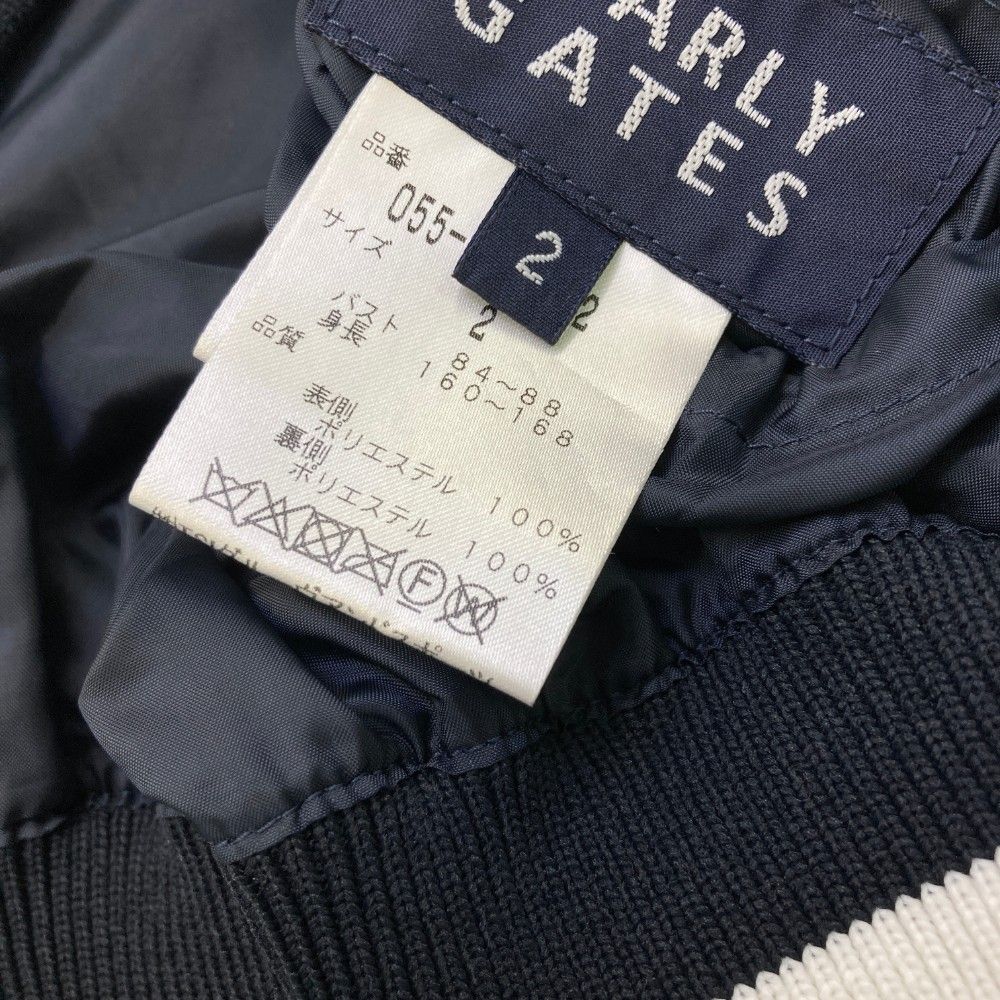 ARLY
GATES
2
品番
055-
2
サイズ
2
バスト 84～88
身長 160～168
品質
表側
ポリエステル 100%
裏側
ポリエステル 100%
F
W